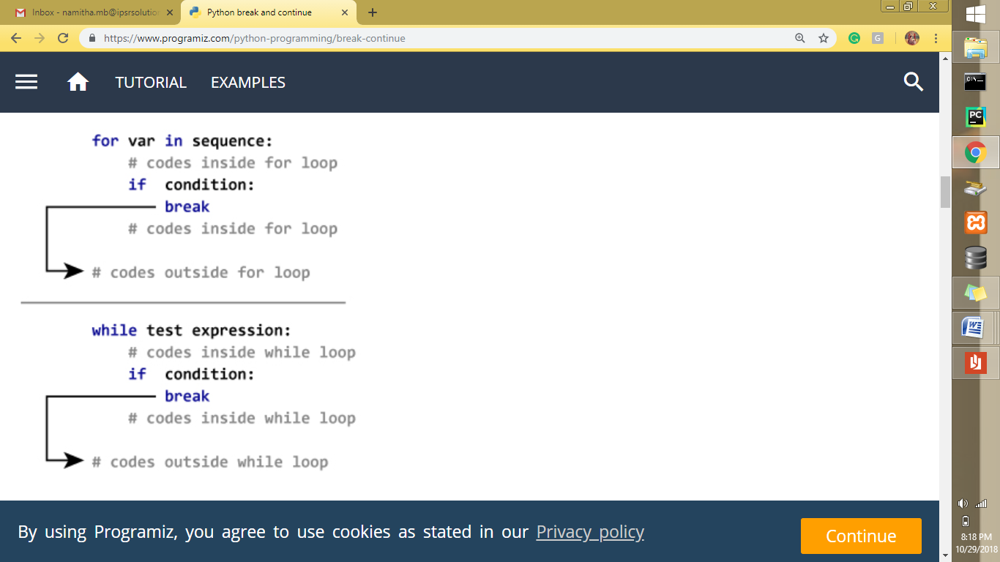 Inbox - namitha.mb@ipsrsolution
Python break and continue
https://www.programiz.com/python-programming/break-continue
TUTORIAL EXAMPLES
for var in sequence:
    # codes inside for loop
    if  condition:
        break
    # codes inside for loop
# codes outside for loop
while test expression:
    # codes inside while loop
    if  condition:
        break
    # codes inside while loop
# codes outside while loop
By using Programiz, you agree to use cookies as stated in our Privacy policy
Continue
C:\_
PC
8:18 PM
10/29/2018